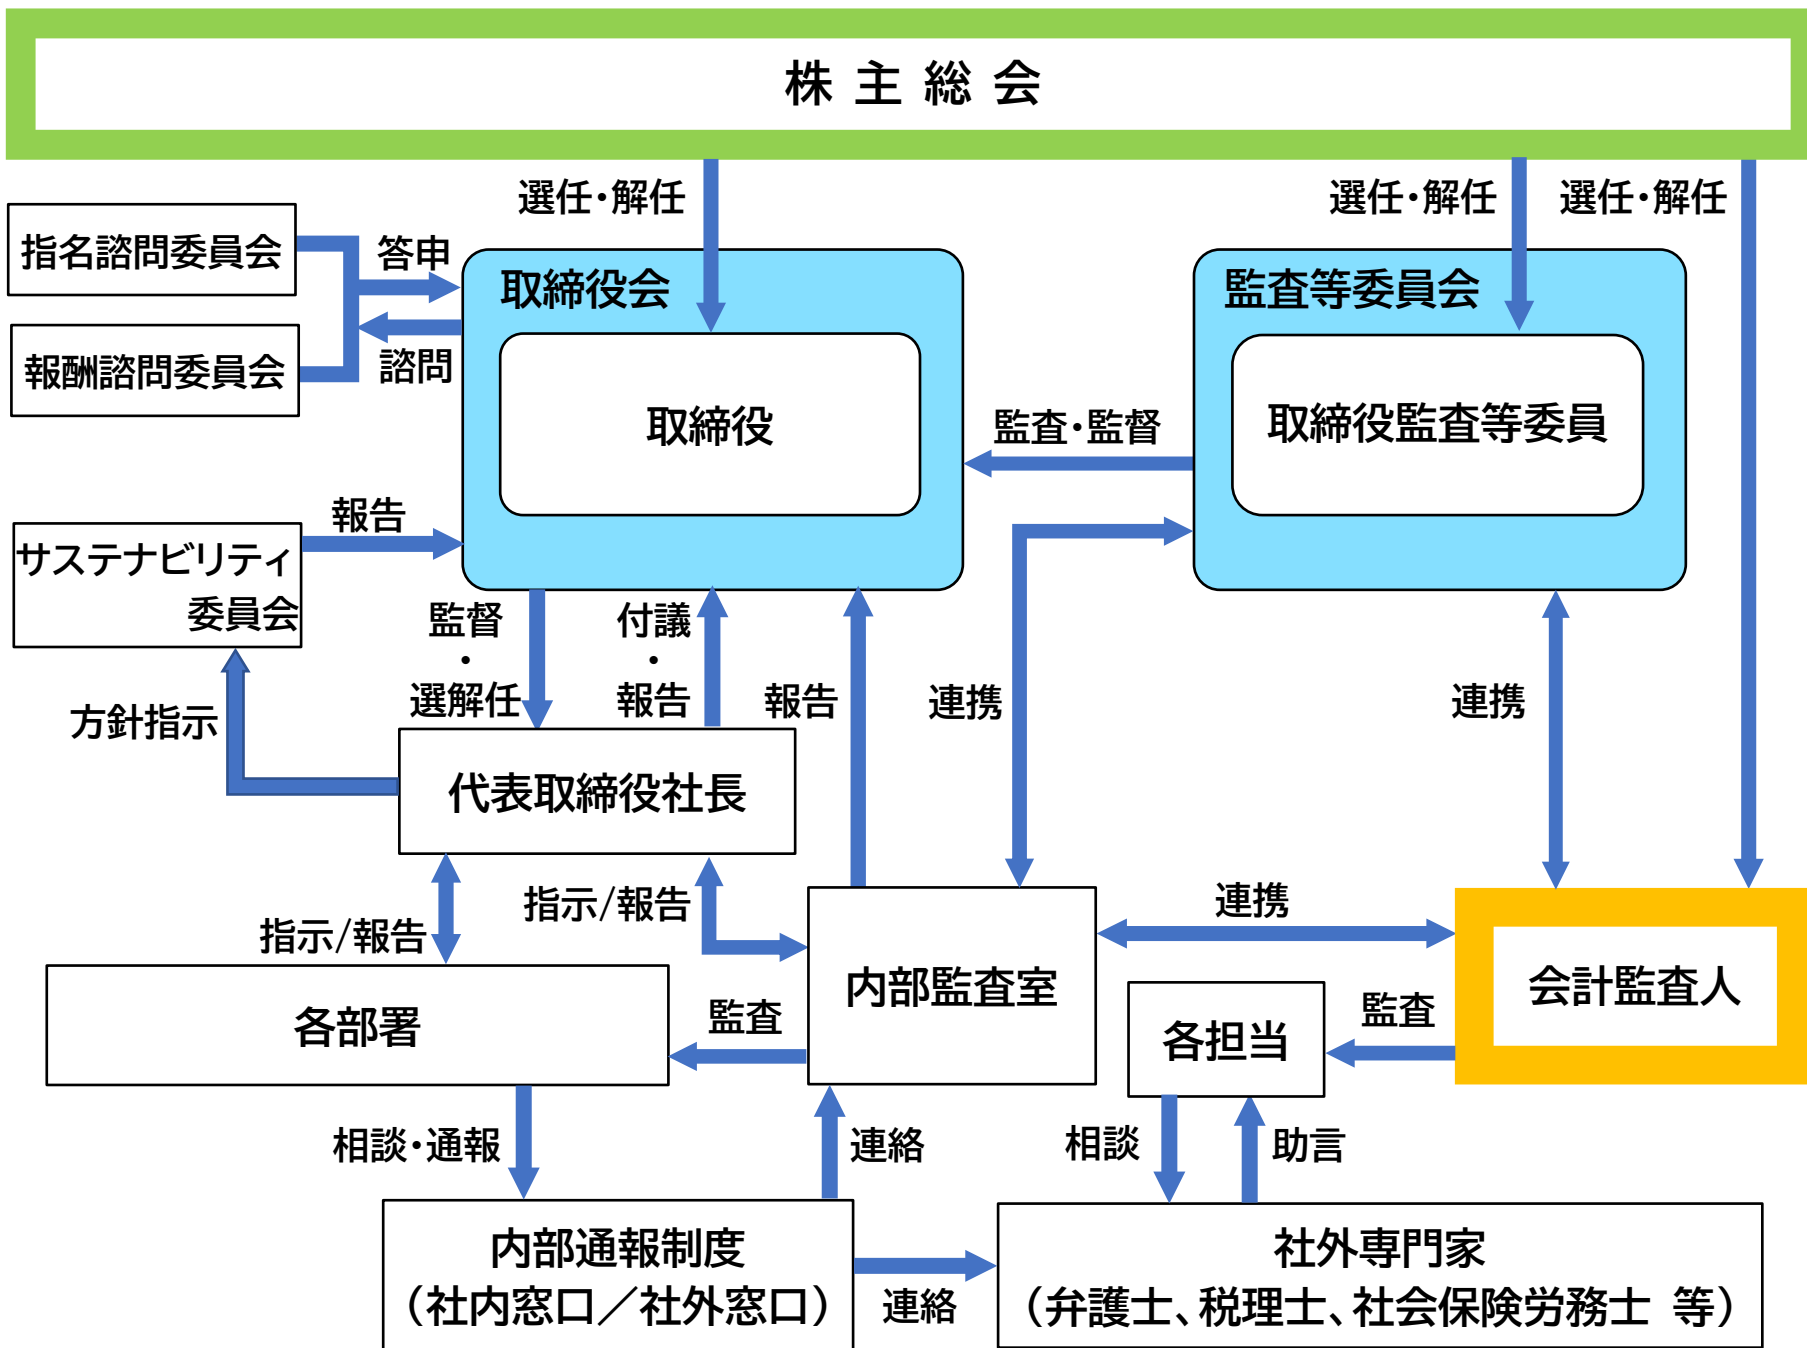 株 主 総 会
選任・解任
選任・解任
選任・解任
指名諮問委員会
答申
取締役会
監査等委員会
報酬諮問委員会
諮問
取締役
監査・監督
取締役監査等委員
報告
サステナビリティ
委員会
監督
・
選解任
付議
・
報告
報告
連携
連携
方針指示
代表取締役社長
指示/報告
指示/報告
連携
内部監査室
会計監査人
各部署
監査
各担当
監査
相談・通報
連絡
相談
助言
内部通報制度
（社内窓口／社外窓口）
連絡
社外専門家
（弁護士、税理士、社会保険労務士 等）